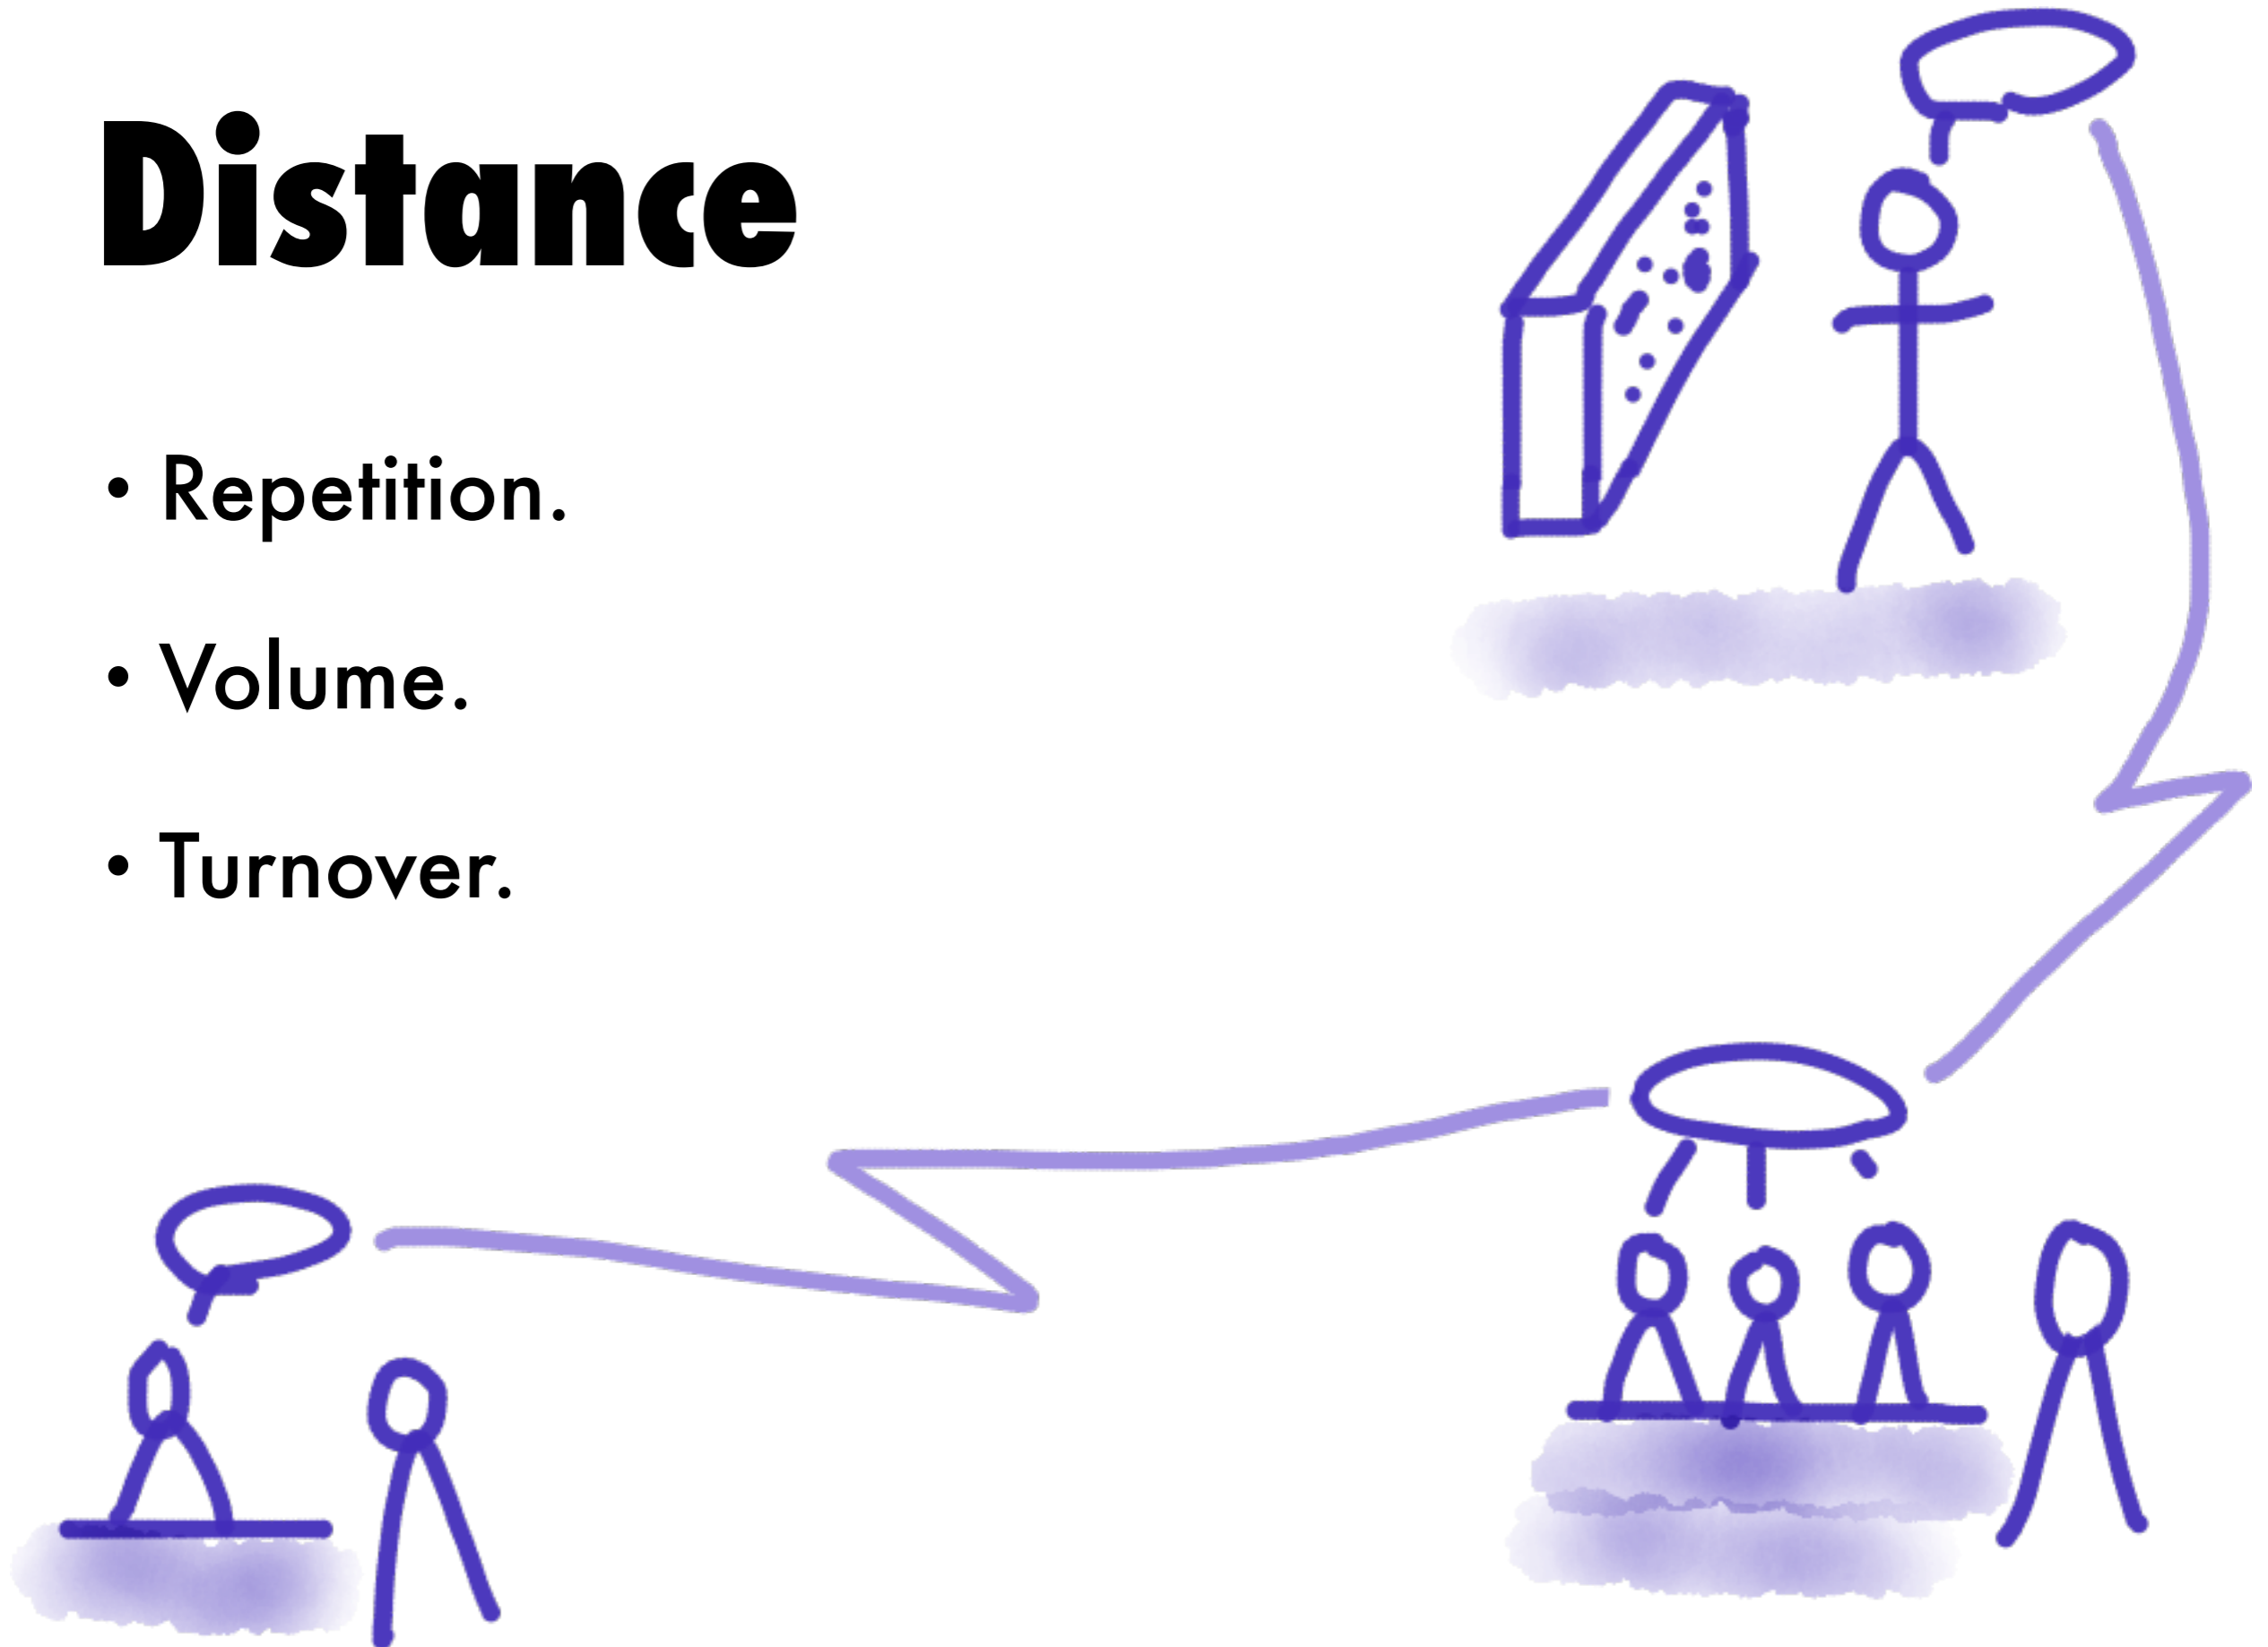 Distance
• Repetition.
• Volume.
• Turnover.